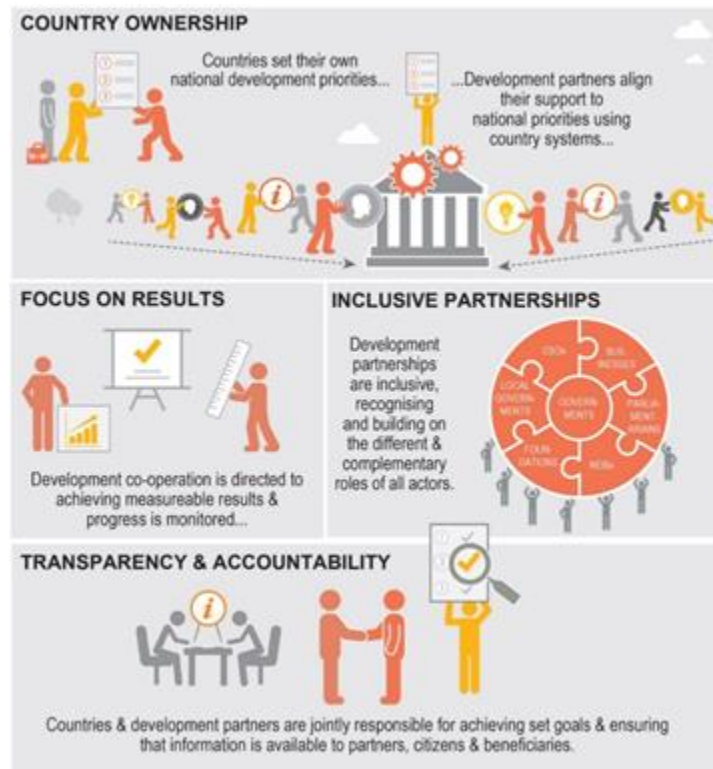 COUNTRY OWNERSHIP
Countries set their own
national development priorities...
...Development partners align
their support to
national priorities using
country systems...
FOCUS ON RESULTS
Development co-operation is directed to
achieving measureable results &
progress is monitored...
INCLUSIVE PARTNERSHIPS
Development
partnerships
are inclusive,
recognising
and building on
the different &
complementary
roles of all actors.
CSOs
BUS-
INESSES
LOCAL
GOVERN-
MENTS
GOVERN-
MENTS
PARLIA-
MENT-
ARIANS
FOUN-
DATIONS
TRANSPARENCY & ACCOUNTABILITY
Countries & development partners are jointly responsible for achieving set goals & ensuring
that information is available to partners, citizens & beneficiaries.